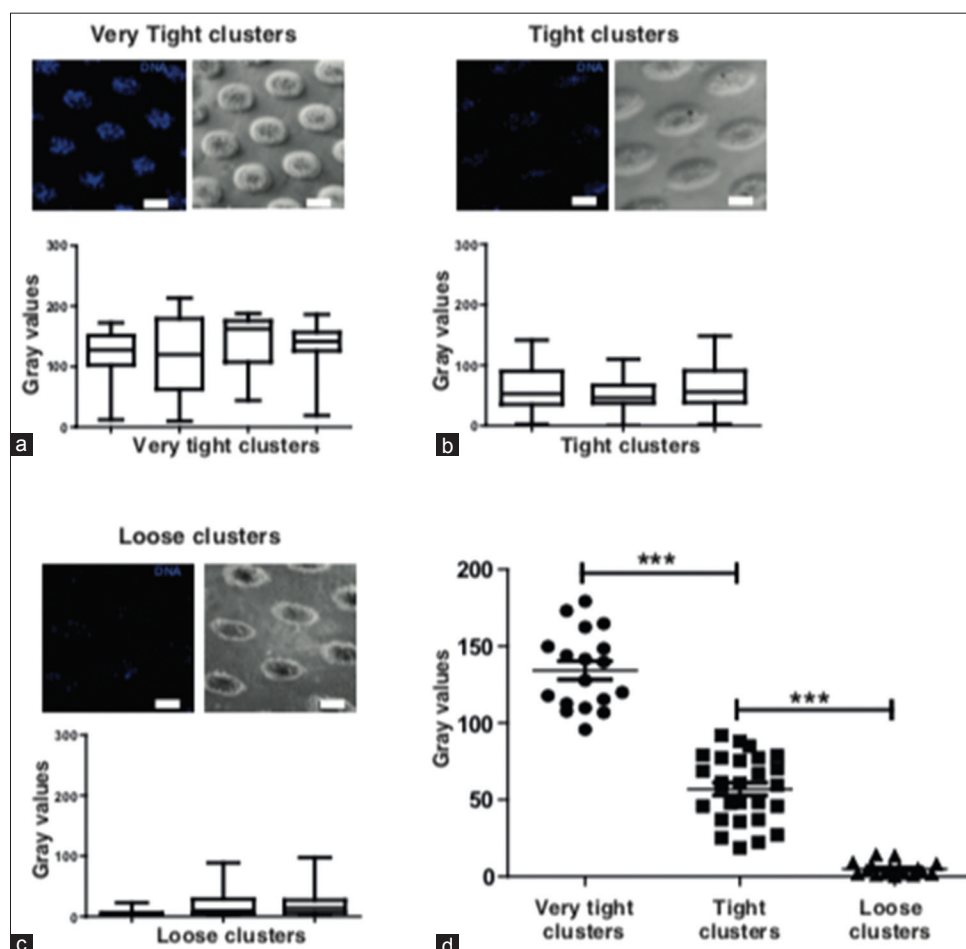 Very Tight clusters
DNA
300
200
100
0
Gray values
Very tight clusters
a
Tight clusters
DNA
300
200
100
0
Gray values
Tight clusters
b
Loose clusters
DNA
300
200
100
0
Gray values
Loose clusters
c
200
150
100
50
0
Gray values
***
***
Very tight
clusters
Tight
clusters
Loose
clusters
d